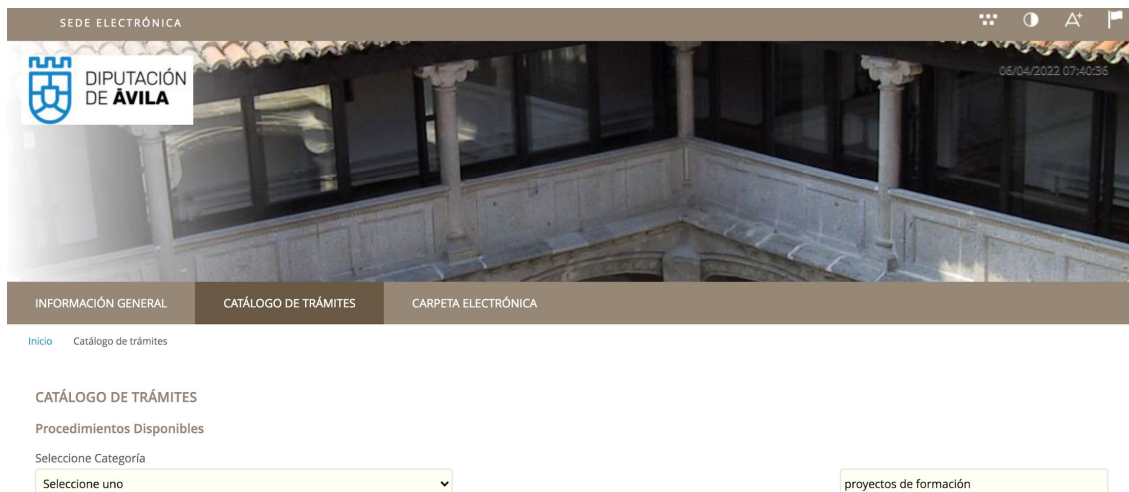 SEDE ELECTRÓNICA
DIPUTACIÓN
DE ÁVILA
06/04/2022 07:40:36
INFORMACIÓN GENERAL CATÁLOGO DE TRÁMITES CARPETA ELECTRÓNICA
Inicio Catálogo de trámites
CATÁLOGO DE TRÁMITES
Procedimientos Disponibles
Seleccione Categoría
Seleccione uno proyectos de formación